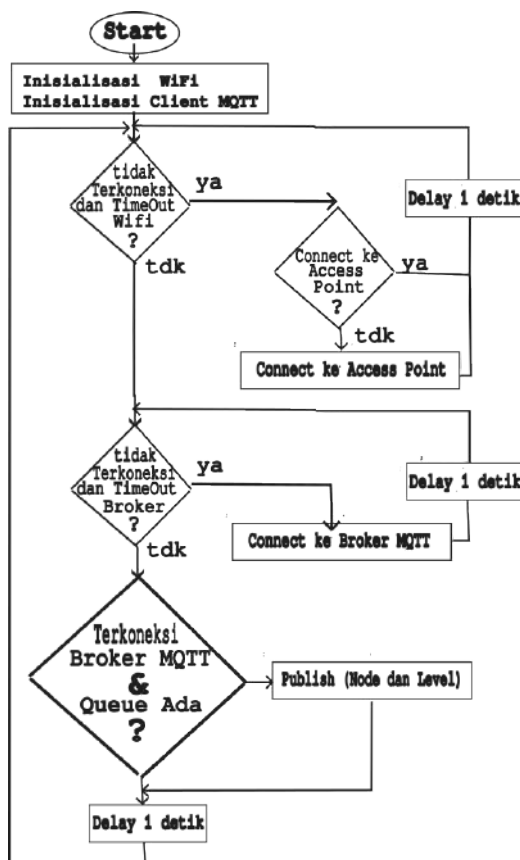 Start
Inisialisasi WiFi
Inisialisasi Client MQTT
tidak
Terkoneksi
dan TimeOut
Wifi
?
ya
tdk
Connect ke
Access
Point
?
ya
tdk
Delay 1 detik
Connect ke Access Point
tidak
Terkoneksi
dan TimeOut
Broker
?
ya
tdk
Delay 1 detik
Connect ke Broker MQTT
Terkoneksi
Broker MQTT
&
Queue Ada
?
Publish (Node dan Level)
Delay 1 detik